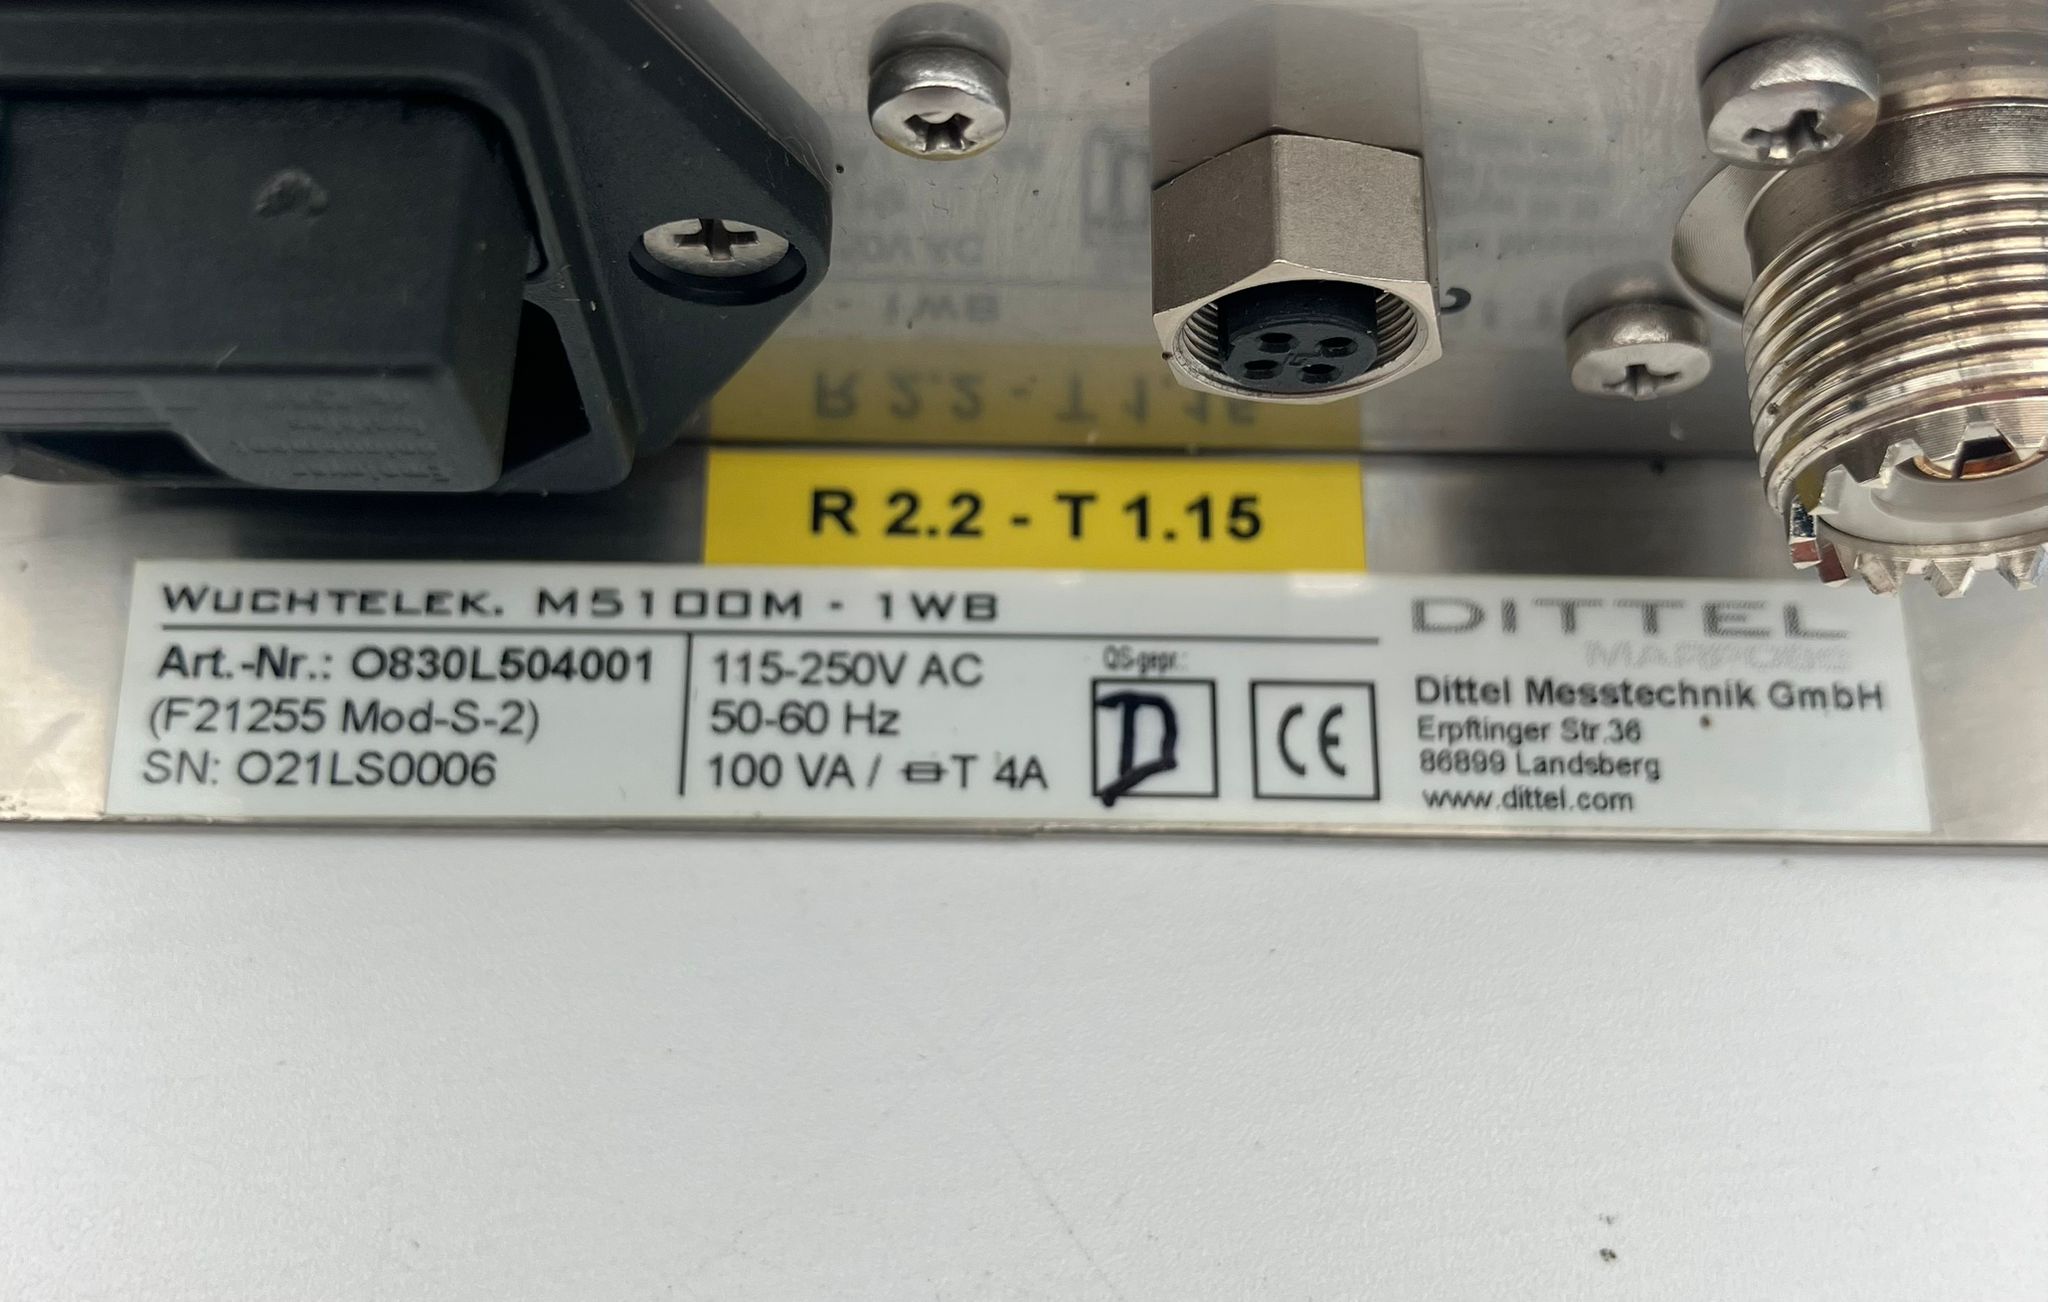 R 2.2 - T 1.15
WUCHTELEK. M5100M - 1WB
Art.-Nr.: O830L504001
(F21255 Mod-S-2)
SN: O21LS0006
115-250V AC
50-60 Hz
100 VA / T 4A
QS-gepr.:
D
CE
DITTEL
MARPOSS
Dittel Messtechnik GmbH
Erpftinger Str.36
86899 Landsberg
www.dittel.com